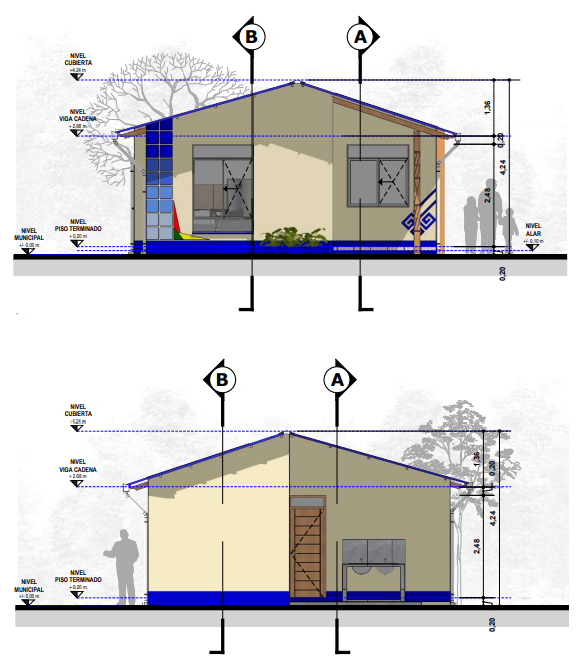 B
A
NIVEL
CUBIERTA
+4.24 m
NIVEL
VIGA CADENA
+ 2.68 m
1,36
0,20
4,24
2,48
NIVEL
MUNICIPAL
+/- 0.00 m
NIVEL
PISO TERMINADO
+ 0.20 m
NIVEL
ALAR
+/- 0.10 m
0,20
B
A
NIVEL
CUBIERTA
NIVEL
VIGA CADENA
+ 2.68 m
1,36
0,20
4,24
2,48
NIVEL
PISO TERMINADO
+ 0.20 m
NIVEL
MUNICIPAL
+/- 0.00 m
0,20